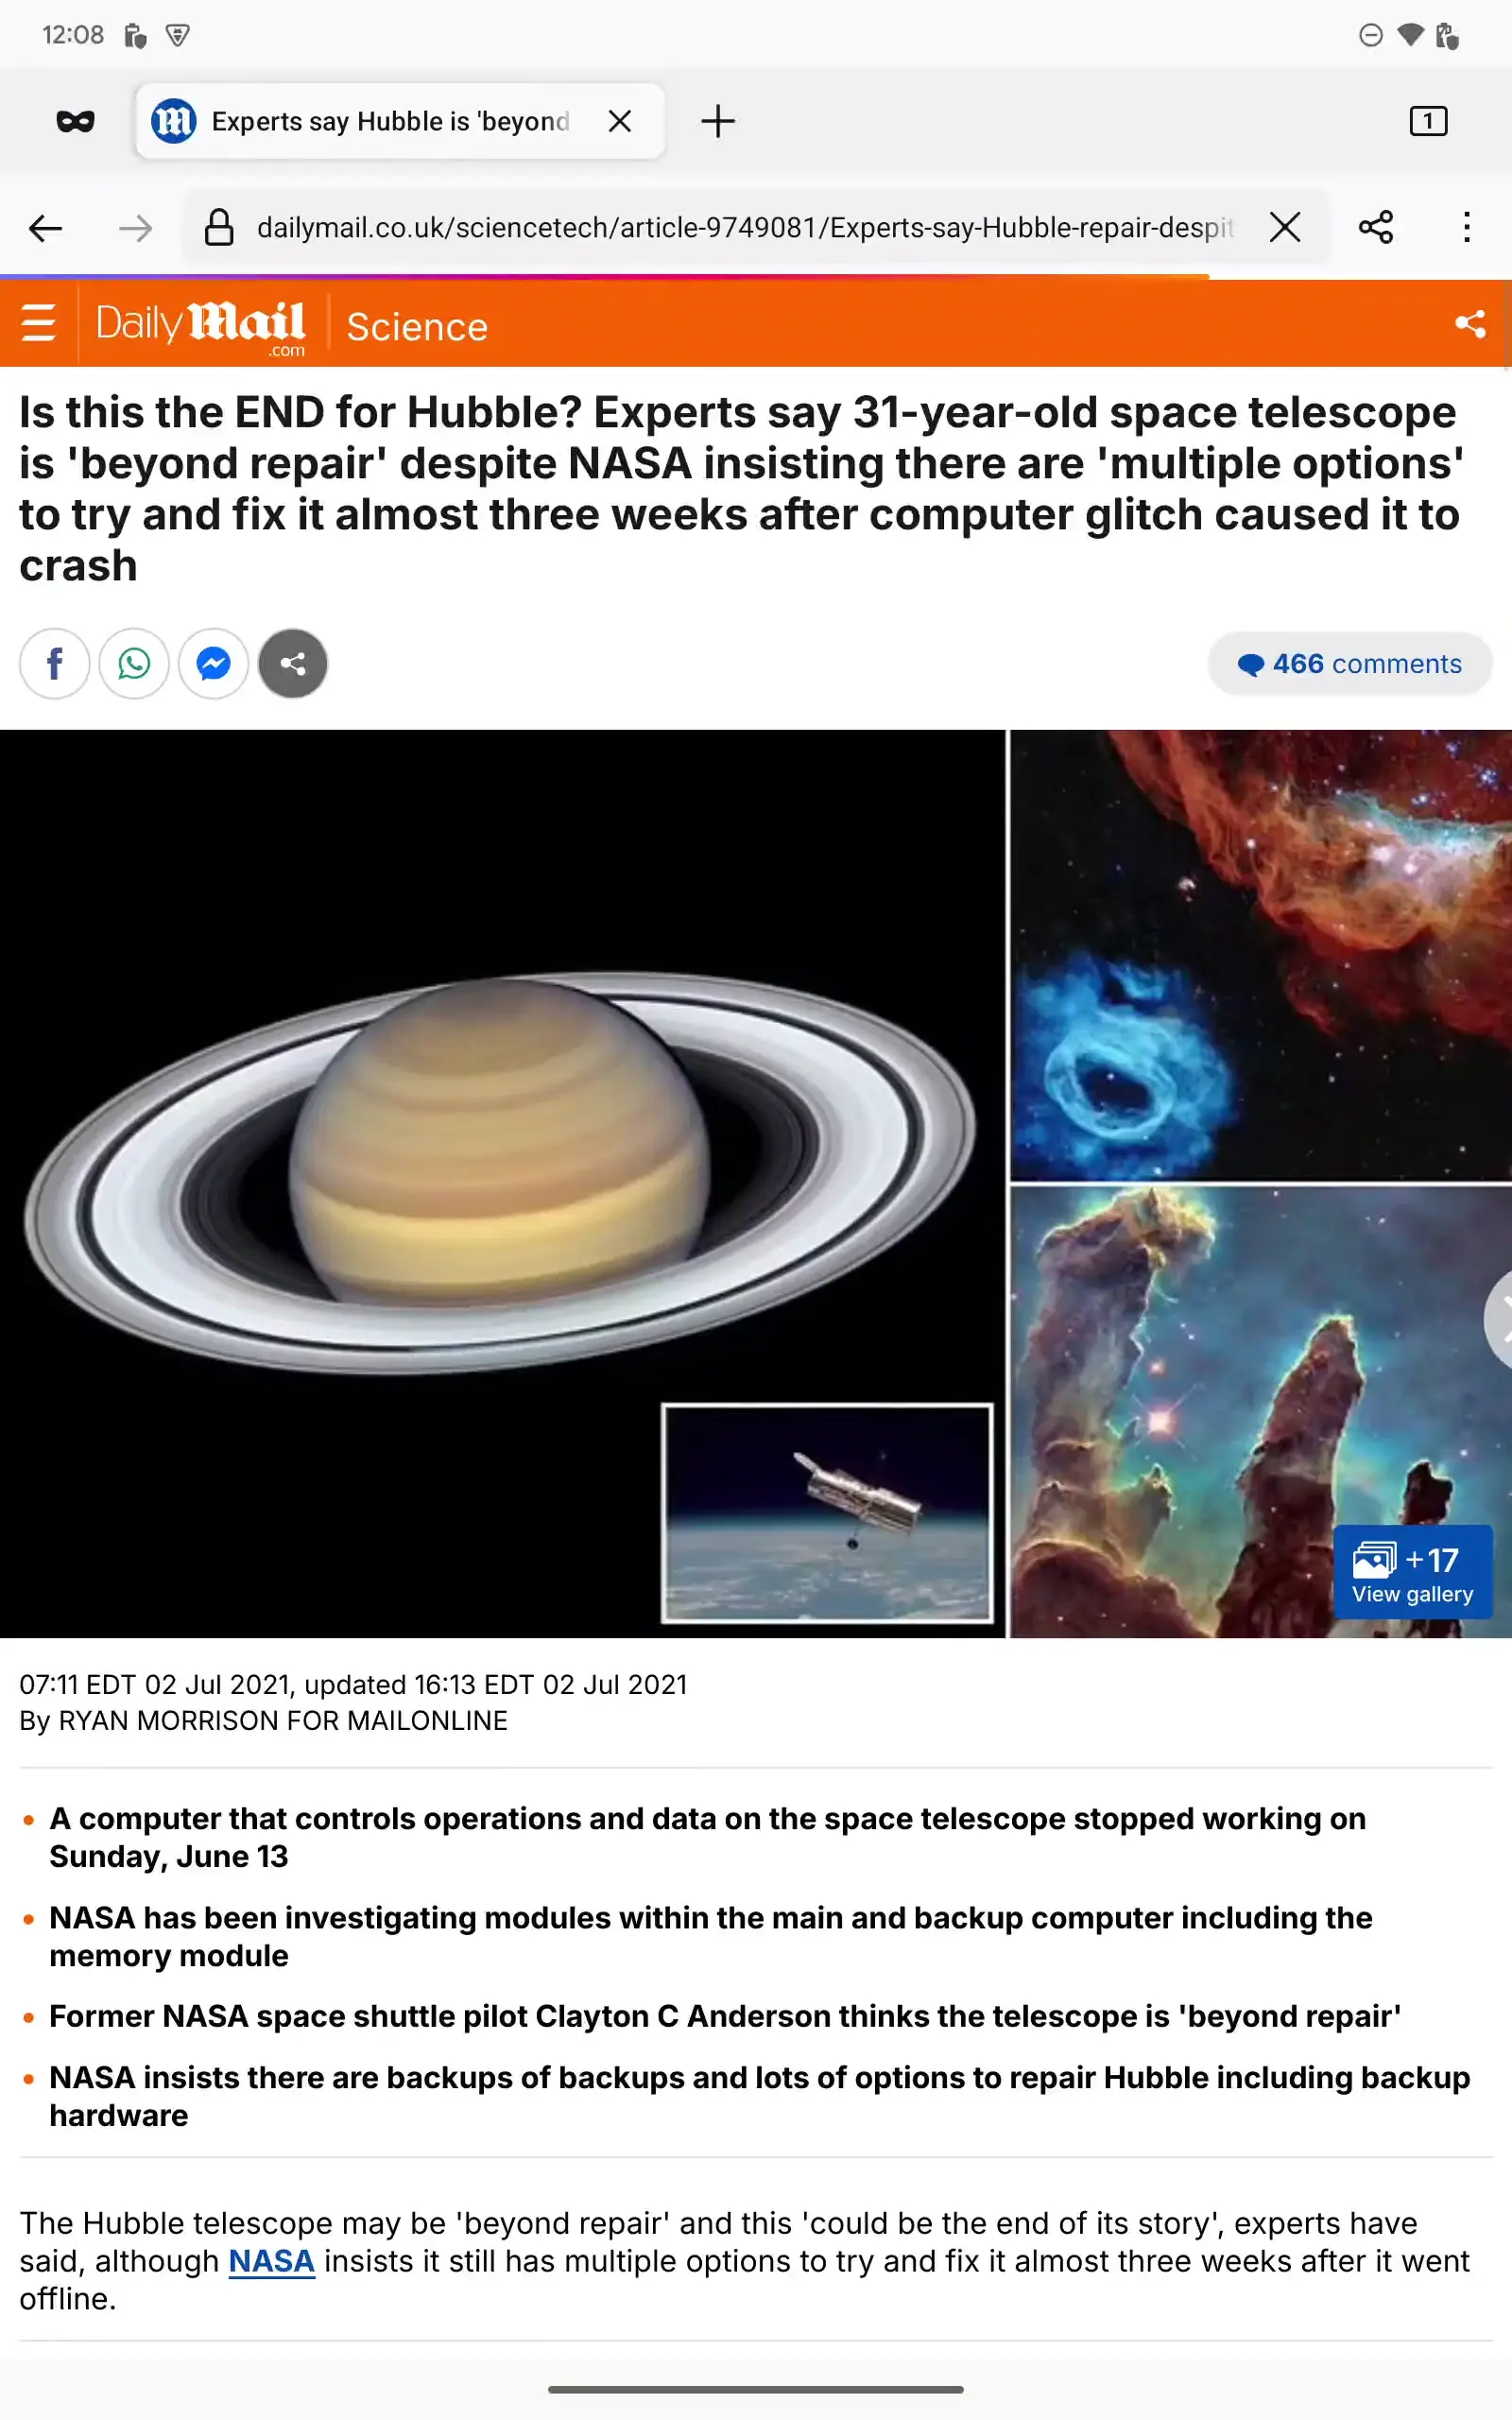 12:08
Experts say Hubble is 'beyond
1
dailymail.co.uk/sciencetech/article-9749081/Experts-say-Hubble-repair-despit
Daily Mail
.com
Science
Is this the END for Hubble? Experts say 31-year-old space telescope
is 'beyond repair' despite NASA insisting there are 'multiple options'
to try and fix it almost three weeks after computer glitch caused it to
crash
466 comments
+17
View gallery
07:11 EDT 02 Jul 2021, updated 16:13 EDT 02 Jul 2021
By RYAN MORRISON FOR MAILONLINE
• A computer that controls operations and data on the space telescope stopped working on
Sunday, June 13
• NASA has been investigating modules within the main and backup computer including the
memory module
• Former NASA space shuttle pilot Clayton C Anderson thinks the telescope is 'beyond repair'
• NASA insists there are backups of backups and lots of options to repair Hubble including backup
hardware
The Hubble telescope may be 'beyond repair' and this 'could be the end of its story', experts have
said, although NASA insists it still has multiple options to try and fix it almost three weeks after it went
offline.